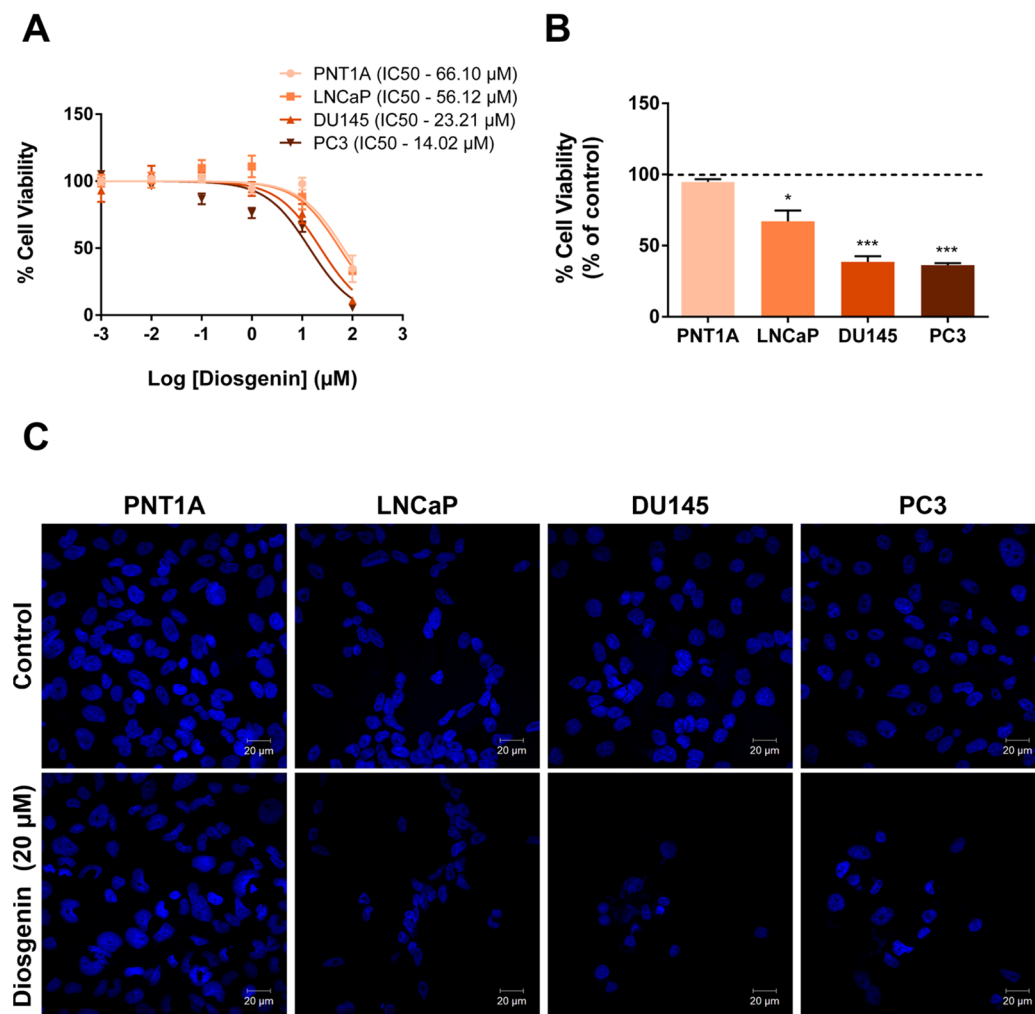 A
PNT1A (IC50 - 66.10 µM)
LNCaP (IC50 - 56.12 µM)
DU145 (IC50 - 23.21 µM)
PC3 (IC50 - 14.02 µM)
150
100
50
0
% Cell Viability
-3 -2 -1 0 1 2 3
Log [Diosgenin] (µM)
B
150
100
50
0
% Cell Viability
(% of control)
* *** ***
PNT1A LNCaP DU145 PC3
C
PNT1A LNCaP DU145 PC3
Control
20 µm 20 µm 20 µm 20 µm
Diosgenin (20 µM)
20 µm 20 µm 20 µm 20 µm